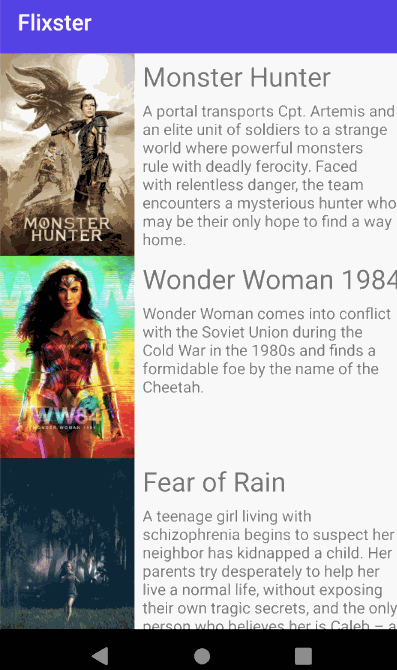 Flixster
Monster Hunter
A portal transports Cpt. Artemis and
an elite unit of soldiers to a strange
world where powerful monsters
rule with deadly ferocity. Faced
with relentless danger, the team
encounters a mysterious hunter who
may be their only hope to find a way
home.
MONSTER
HUNTER
Wonder Woman 1984
Wonder Woman comes into conflict
with the Soviet Union during the
Cold War in the 1980s and finds a
formidable foe by the name of the
Cheetah.
WW84
WONDER WOMAN 1984
Fear of Rain
A teenage girl living with
schizophrenia begins to suspect her
neighbor has kidnapped a child. Her
parents try desperately to help her
live a normal life, without exposing
their own tragic secrets, and the only
person who believes her is Caleb – a